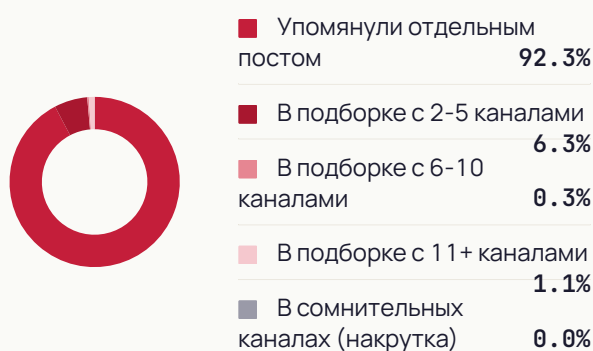 Упомянули отдельным
постом 92.3%
В подборке с 2-5 каналами
6.3%
В подборке с 6-10
каналами 0.3%
В подборке с 11+ каналами
1.1%
В сомнительных
каналах (накрутка) 0.0%